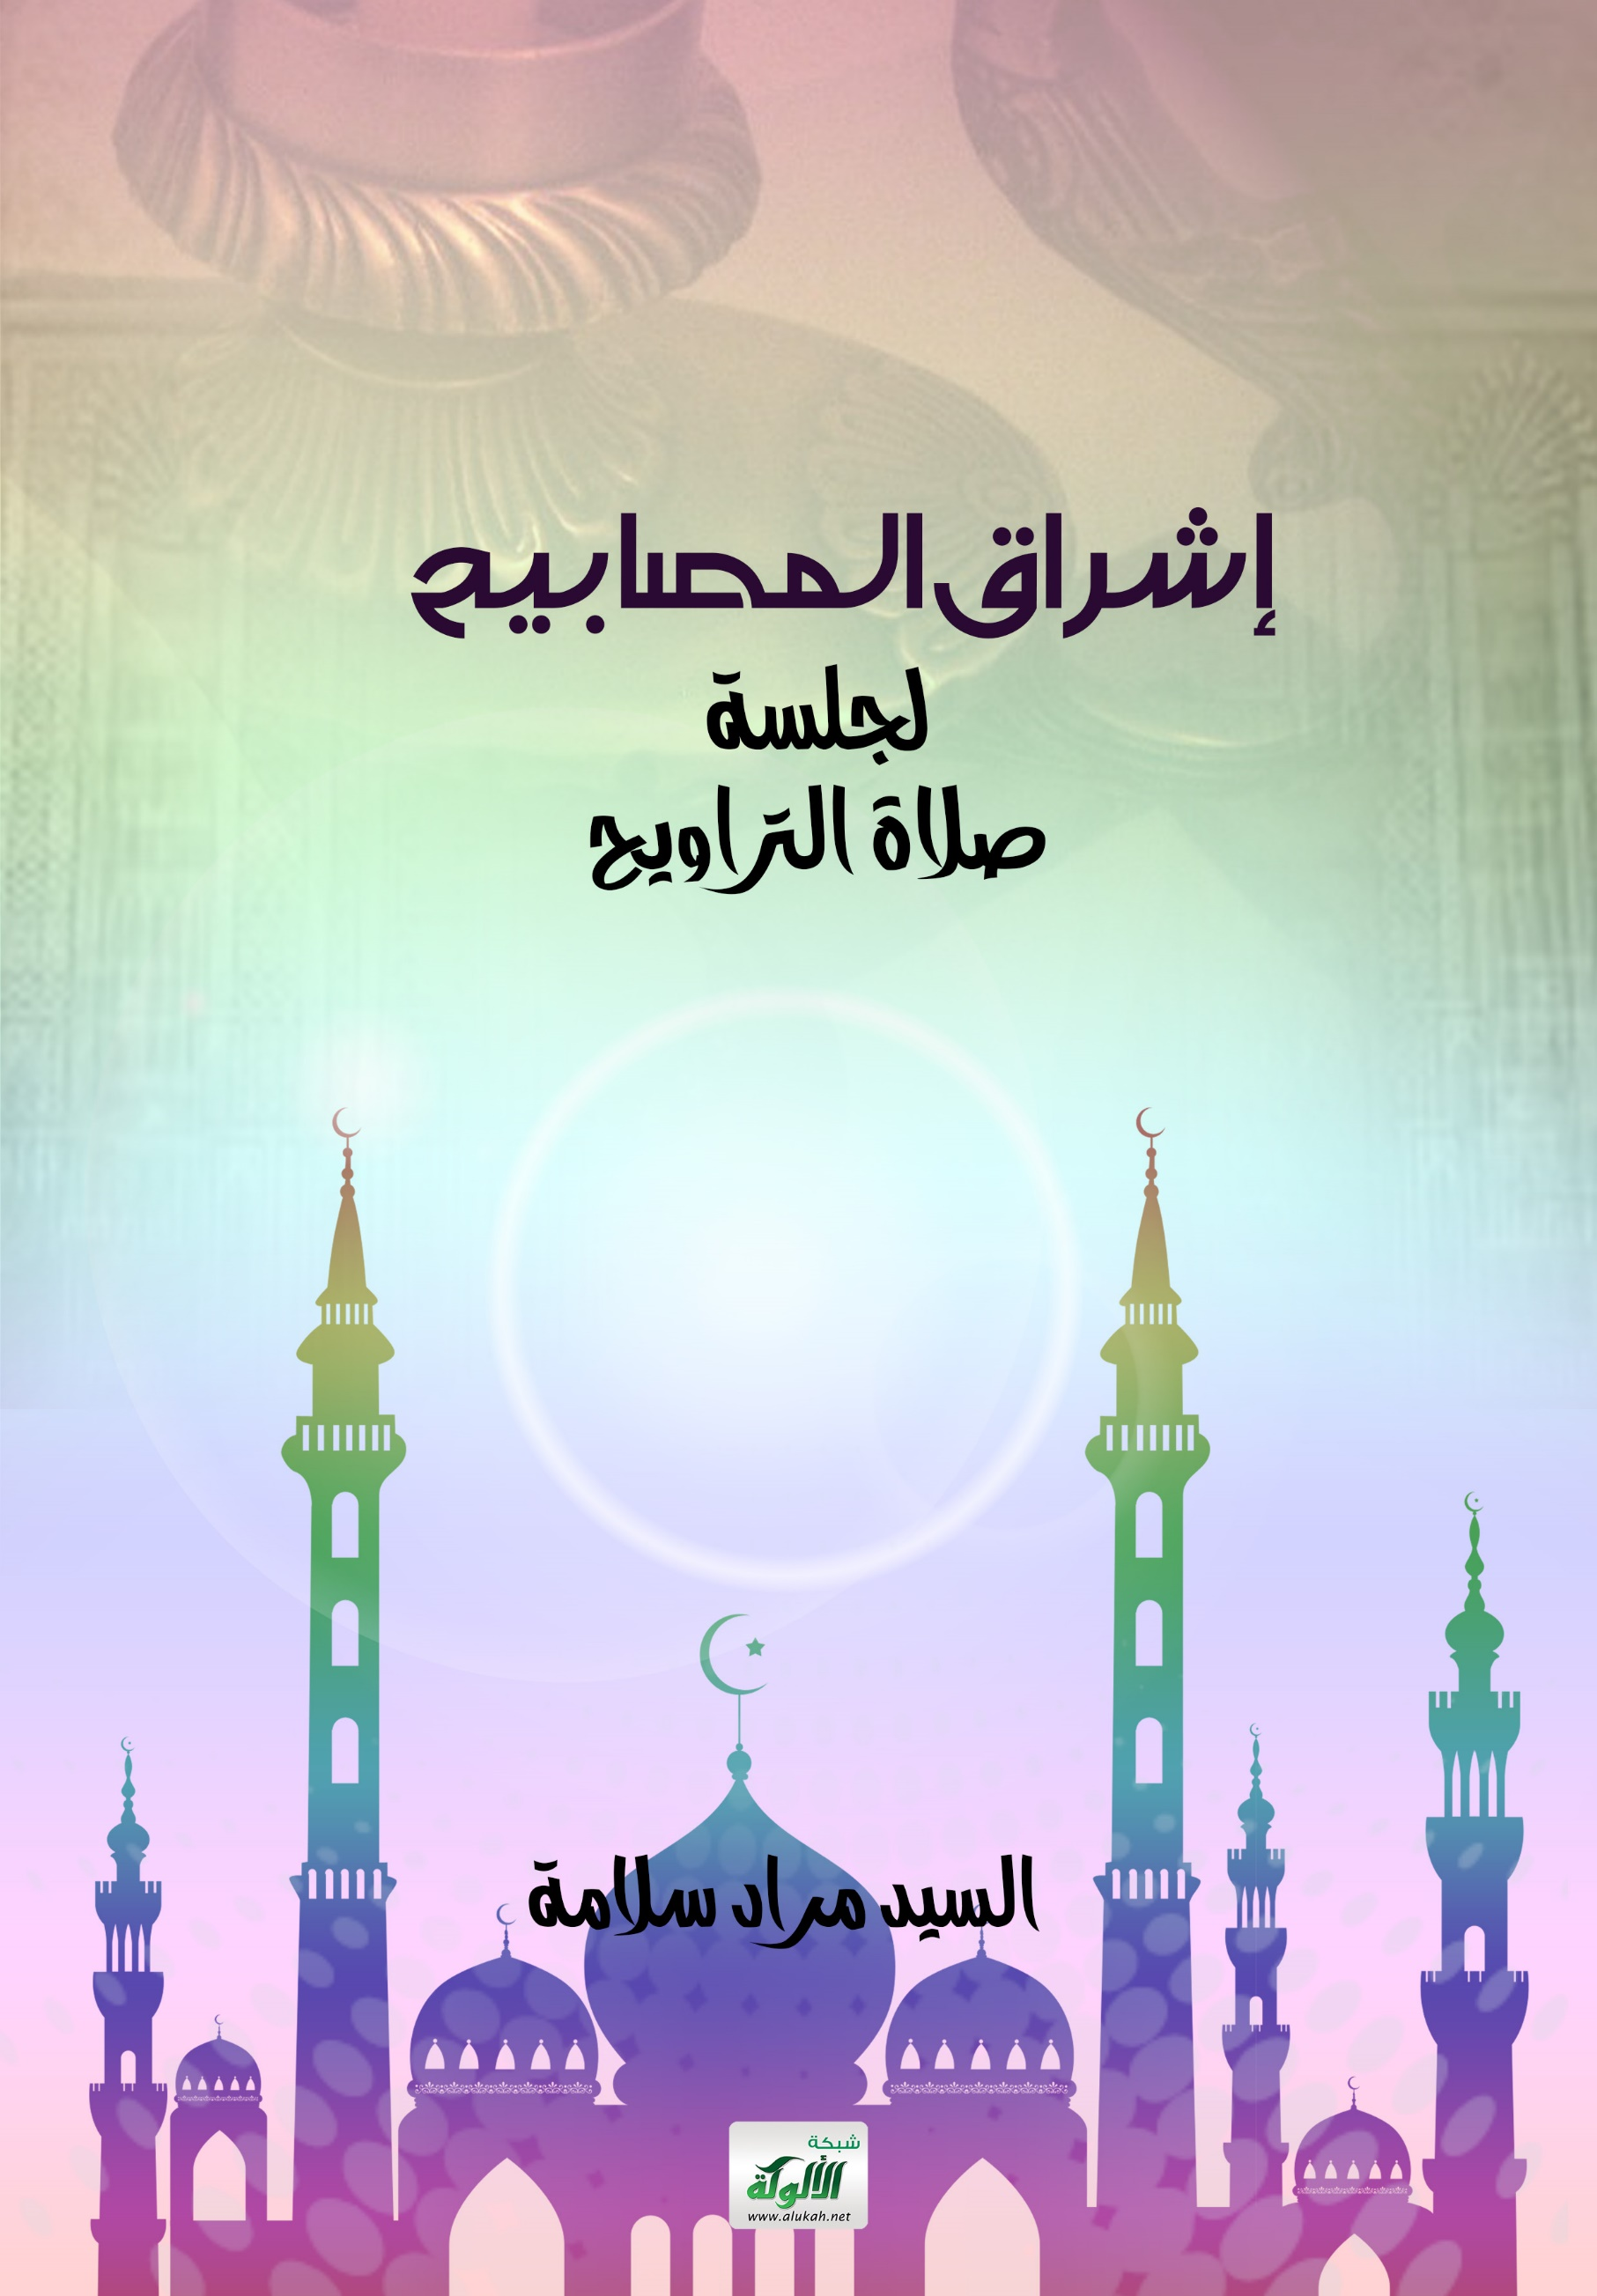 إشراق المصابيح
لجلسة
صلاة التراويح
السيد مراد سلامة
شبكة
الألوكة
www.alukah.net